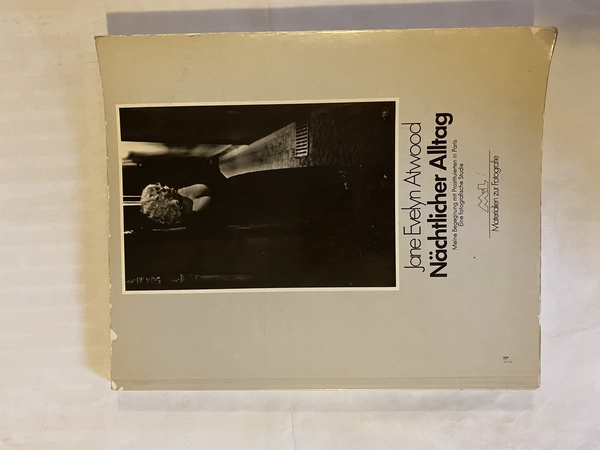 Jane Evelyn Atwood
Nächtlicher Alltag
Meine Begegnung mit Prostituierten in Paris
Eine fotografische Studie
Materialien zur Fotografie